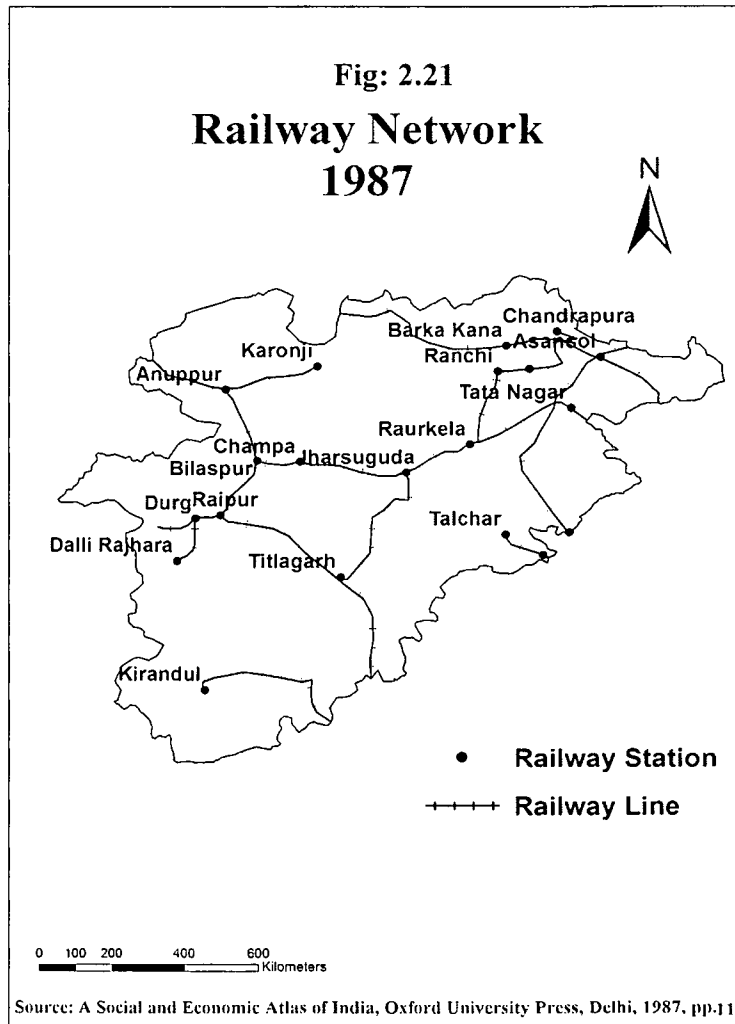 Fig: 2.21
Railway Network
1987
N
Chandrapura
Barka Kana
Asansol
Karonji
Ranchi
Anuppur
Tata Nagar
Raurkela
Champa
Jharsuguda
Bilaspur
Durg
Raipur
Talchar
Dalli Rajhara
Titlagarh
Kirandul
Railway Station
Railway Line
0 100 200 400 600
Kilometers
Source: A Social and Economic Atlas of India, Oxford University Press, Delhi, 1987, pp.11